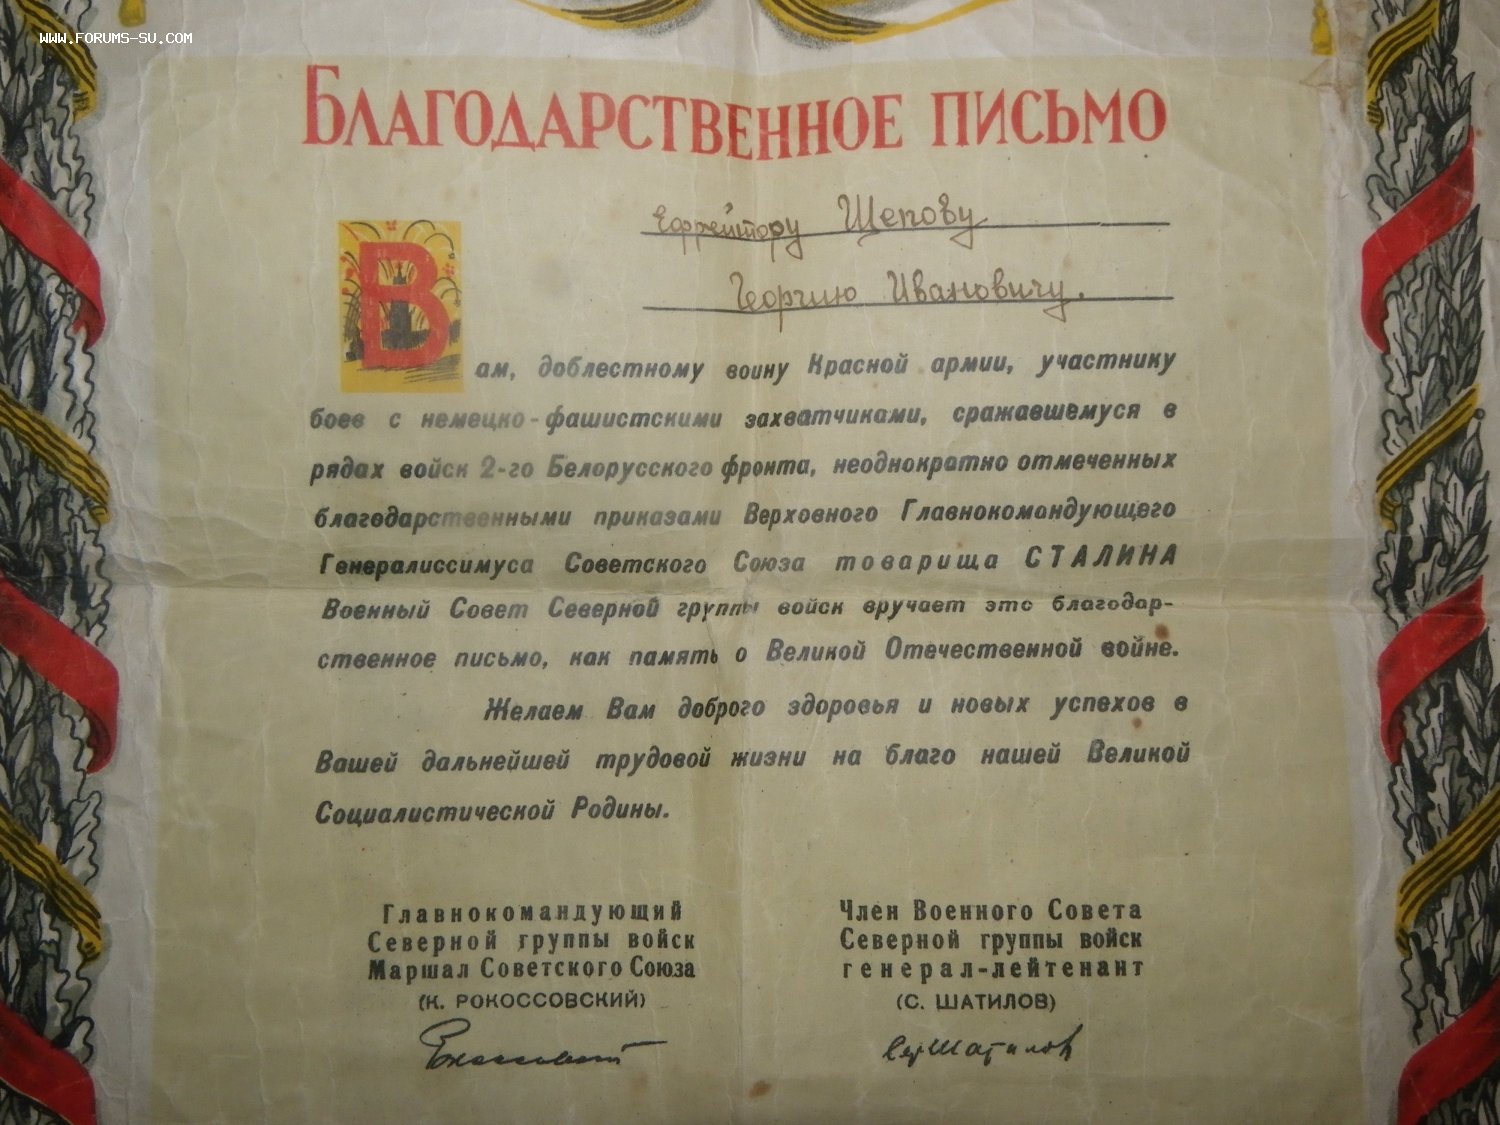 WWW.FORUMS-SU.COM
БЛАГОДАРСТВЕННОЕ ПИСЬМО
Ефрейтору Щепову
Георгию Ивановичу.
Вам, доблестному воину Красной армии, участнику
боев с немецко-фашистскими захватчиками, сражавшемуся в
рядах войск 2-го Белорусского фронта, неоднократно отмеченных
благодарственными приказами Верховного Главнокомандующего
Генералиссимуса Советского Союза товарища СТАЛИНА
Военный Совет Северной группы войск вручает это благодар-
ственное письмо, как память о Великой Отечественной войне.
Желаем Вам доброго здоровья и новых успехов в
Вашей дальнейшей трудовой жизни на благо нашей Великой
Социалистической Родины.
Главнокомандующий
Северной группы войск
Маршал Советского Союза
(К. РОКОССОВСКИЙ)
Член Военного Совета
Северной группы войск
генерал-лейтенант
(С. ШАТИЛОВ)